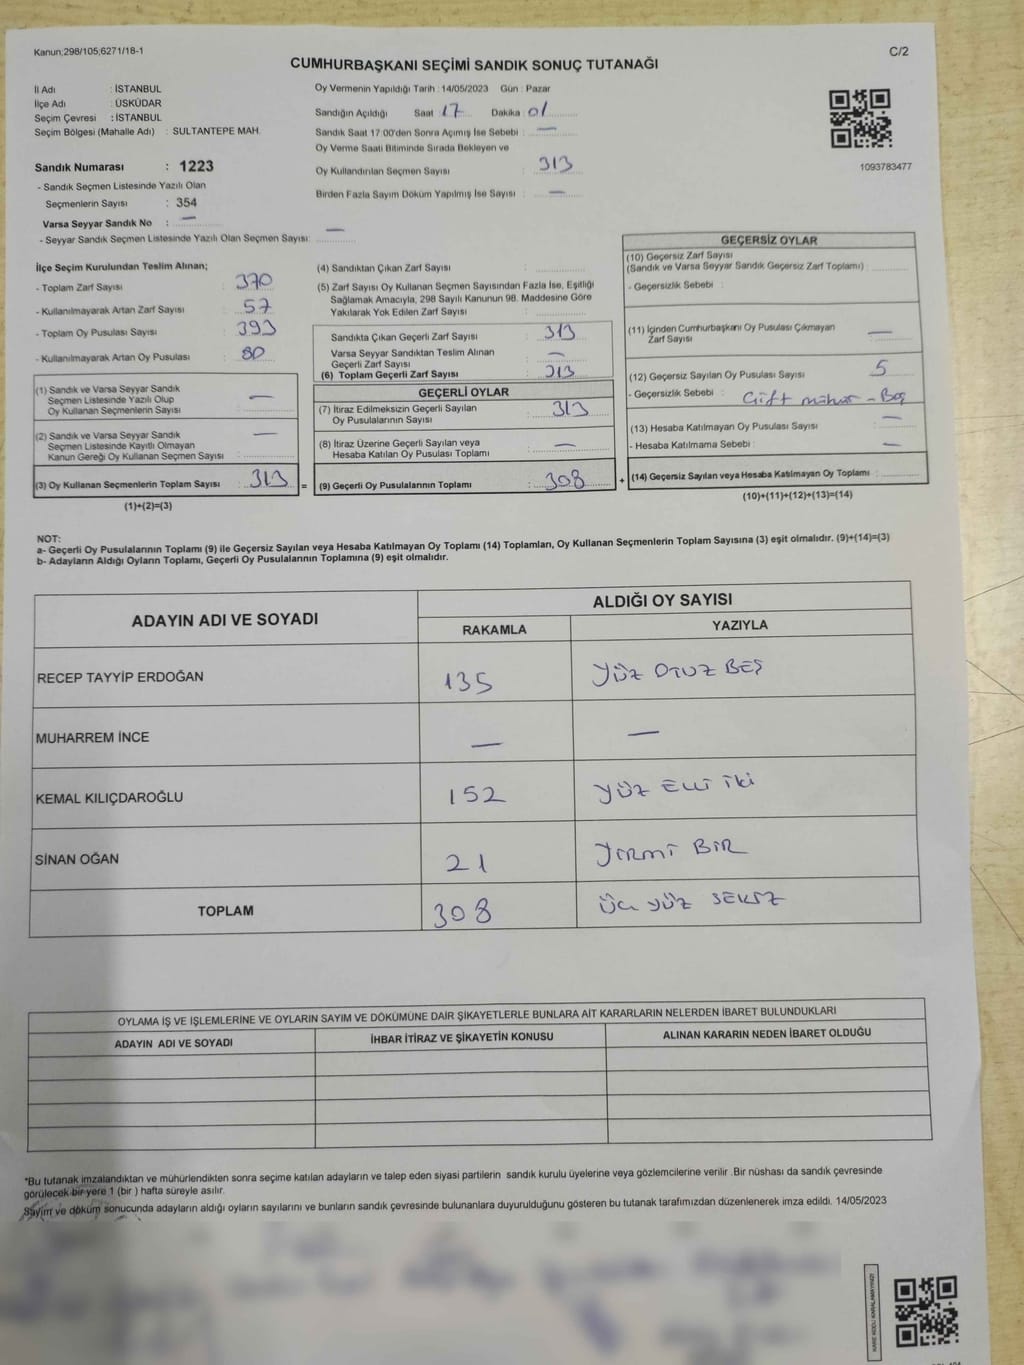 Kanun;298/105,6271/18-1
C/2
CUMHURBAŞKANI SEÇİMİ SANDIK SONUÇ TUTANAĞI
İl Adı : İSTANBUL
İlçe Adı : ÜSKÜDAR
Seçim Çevresi : İSTANBUL
Seçim Bölgesi (Mahalle Adı) : SULTANTEPE MAH.
Sandık Numarası : 1223
- Sandık Seçmen Listesinde Yazılı Olan
Seçmenlerin Sayısı : 354
Varsa Seyyar Sandık No : —
- Seyyar Sandık Seçmen Listesinde Yazılı Olan Seçmen Sayısı: —
Oy Vermenin Yapıldığı Tarih : 14/05/2023 Gün : Pazar
Sandığın Açıldığı Saat : 17 Dakika : 01
Sandık Saat 17:00'den Sonra Açımış İse Sebebi : —
Oy Verme Saati Bitiminde Sırada Bekleyen ve
Oy Kullandırılan Seçmen Sayısı : 313
Birden Fazla Sayım Döküm Yapılmış İse Sayısı : —
1093783477
İlçe Seçim Kurulundan Teslim Alınan;
- Toplam Zarf Sayısı : 370
- Kullanılmayarak Artan Zarf Sayısı : 57
- Toplam Oy Pusulası Sayısı : 393
- Kullanılmayarak Artan Oy Pusulası : 80
(1) Sandık ve Varsa Seyyar Sandık
Seçmen Listesinde Yazılı Olup
Oy Kullanan Seçmenlerin Sayısı : —
(2) Sandık ve Varsa Seyyar Sandık
Seçmen Listesinde Kayıtlı Olmayan
Kanun Gereği Oy Kullanan Seçmen Sayısı : —
(3) Oy Kullanan Seçmenlerin Toplam Sayısı : 313
(1)+(2)=(3)
(4) Sandıktan Çıkan Zarf Sayısı :
(5) Zarf Sayısı Oy Kullanan Seçmen Sayısından Fazla İse, Eşitliği
Sağlamak Amacıyla, 298 Sayılı Kanunun 98. Maddesine Göre
Yakılarak Yok Edilen Zarf Sayısı :
Sandıkta Çıkan Geçerli Zarf Sayısı : 313
Varsa Seyyar Sandıktan Teslim Alınan
Geçerli Zarf Sayısı : —
(6) Toplam Geçerli Zarf Sayısı : 313
GEÇERLİ OYLAR
(7) İtiraz Edilmeksizin Geçerli Sayılan
Oy Pusulalarının Sayısı : 313
(8) İtiraz Üzerine Geçerli Sayılan veya
Hesaba Katılan Oy Pusulası Toplamı : —
= (9) Geçerli Oy Pusulalarının Toplamı : 308 +
GEÇERSİZ OYLAR
(10) Geçersiz Zarf Sayısı
(Sandık ve Varsa Seyyar Sandık Geçersiz Zarf Toplamı) :
- Geçersizlik Sebebi :
(11) İçinden Cumhurbaşkanı Oy Pusulası Çıkmayan
Zarf Sayısı : —
(12) Geçersiz Sayılan Oy Pusulası Sayısı : 5
- Geçersizlik Sebebi : Çift mühür - Boş
(13) Hesaba Katılmayan Oy Pusulası Sayısı : —
- Hesaba Katılmama Sebebi : —
(14) Geçersiz Sayılan veya Hesaba Katılmayan Oy Toplamı :
(10)+(11)+(12)+(13)=(14)
NOT:
a- Geçerli Oy Pusulalarının Toplamı (9) ile Geçersiz Sayılan veya Hesaba Katılmayan Oy Toplamı (14) Toplamları, Oy Kullanan Seçmenlerin Toplam Sayısına (3) eşit olmalıdır. (9)+(14)=(3)
b- Adayların Aldığı Oyların Toplamı, Geçerli Oy Pusulalarının Toplamına (9) eşit olmalıdır.
ADAYIN ADI VE SOYADI ALDIĞI OY SAYISI
RAKAMLA YAZIYLA
RECEP TAYYİP ERDOĞAN 135 YÜZ OTUZ BEŞ
MUHARREM İNCE — —
KEMAL KILIÇDAROĞLU 152 YÜZ ELLİ İKİ
SİNAN OĞAN 21 YİRMİ BİR
TOPLAM 308 ÜÇ YÜZ SEKİZ
OYLAMA İŞ VE İŞLEMLERİNE VE OYLARIN SAYIM VE DÖKÜMÜNE DAİR ŞİKAYETLERLE BUNLARA AİT KARARLARIN NELERDEN İBARET BULUNDUKLARI
ADAYIN ADI VE SOYADI İHBAR İTİRAZ VE ŞİKAYETİN KONUSU ALINAN KARARIN NEDEN İBARET OLDUĞU
*Bu tutanak imzalandıktan ve mühürlendikten sonra seçime katılan adayların ve talep eden siyasi partilerin sandık kurulu üyelerine veya gözlemcilerine verilir .Bir nüshası da sandık çevresinde
görülecek bir yere 1 (bir ) hafta süreyle asılır.
Sayım ve döküm sonucunda adayların aldığı oyların sayılarını ve bunların sandık çevresinde bulunanlara duyurulduğunu gösteren bu tutanak tarafımızdan düzenlenerek imza edildi. 14/05/2023